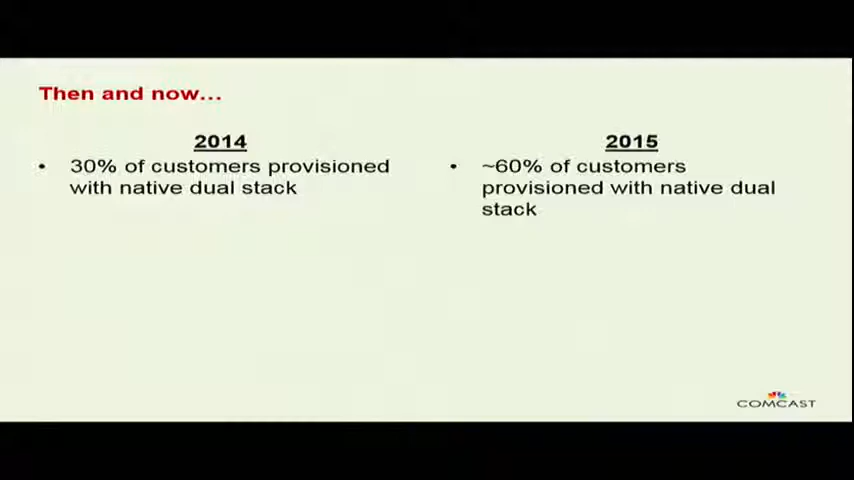 Then and now...
2014
• 30% of customers provisioned
with native dual stack
2015
• ~60% of customers
provisioned with native dual
stack
COMCAST